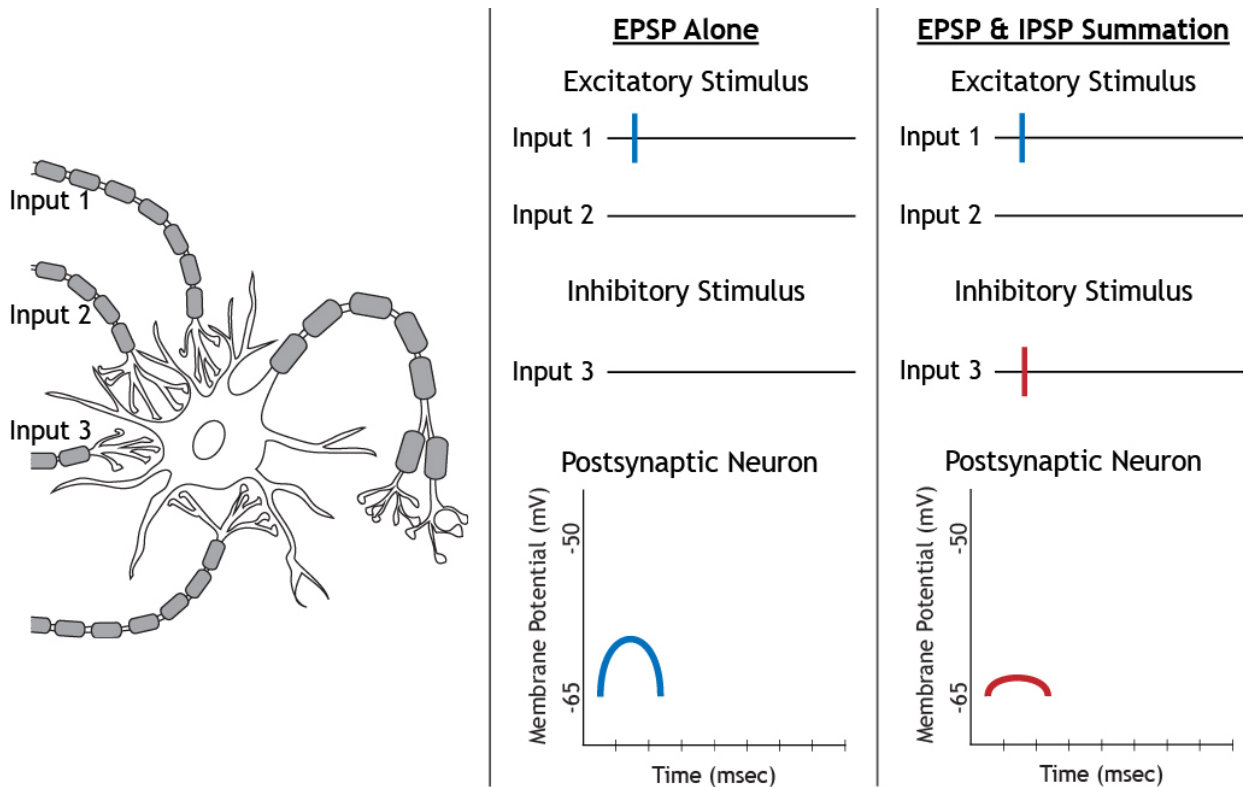 Input 1
Input 2
Input 3
EPSP Alone
Excitatory Stimulus
Input 1
Input 2
Inhibitory Stimulus
Input 3
Postsynaptic Neuron
Membrane Potential (mV)
-50
-65
Time (msec)
EPSP & IPSP Summation
Excitatory Stimulus
Input 1
Input 2
Inhibitory Stimulus
Input 3
Postsynaptic Neuron
Membrane Potential (mV)
-50
-65
Time (msec)